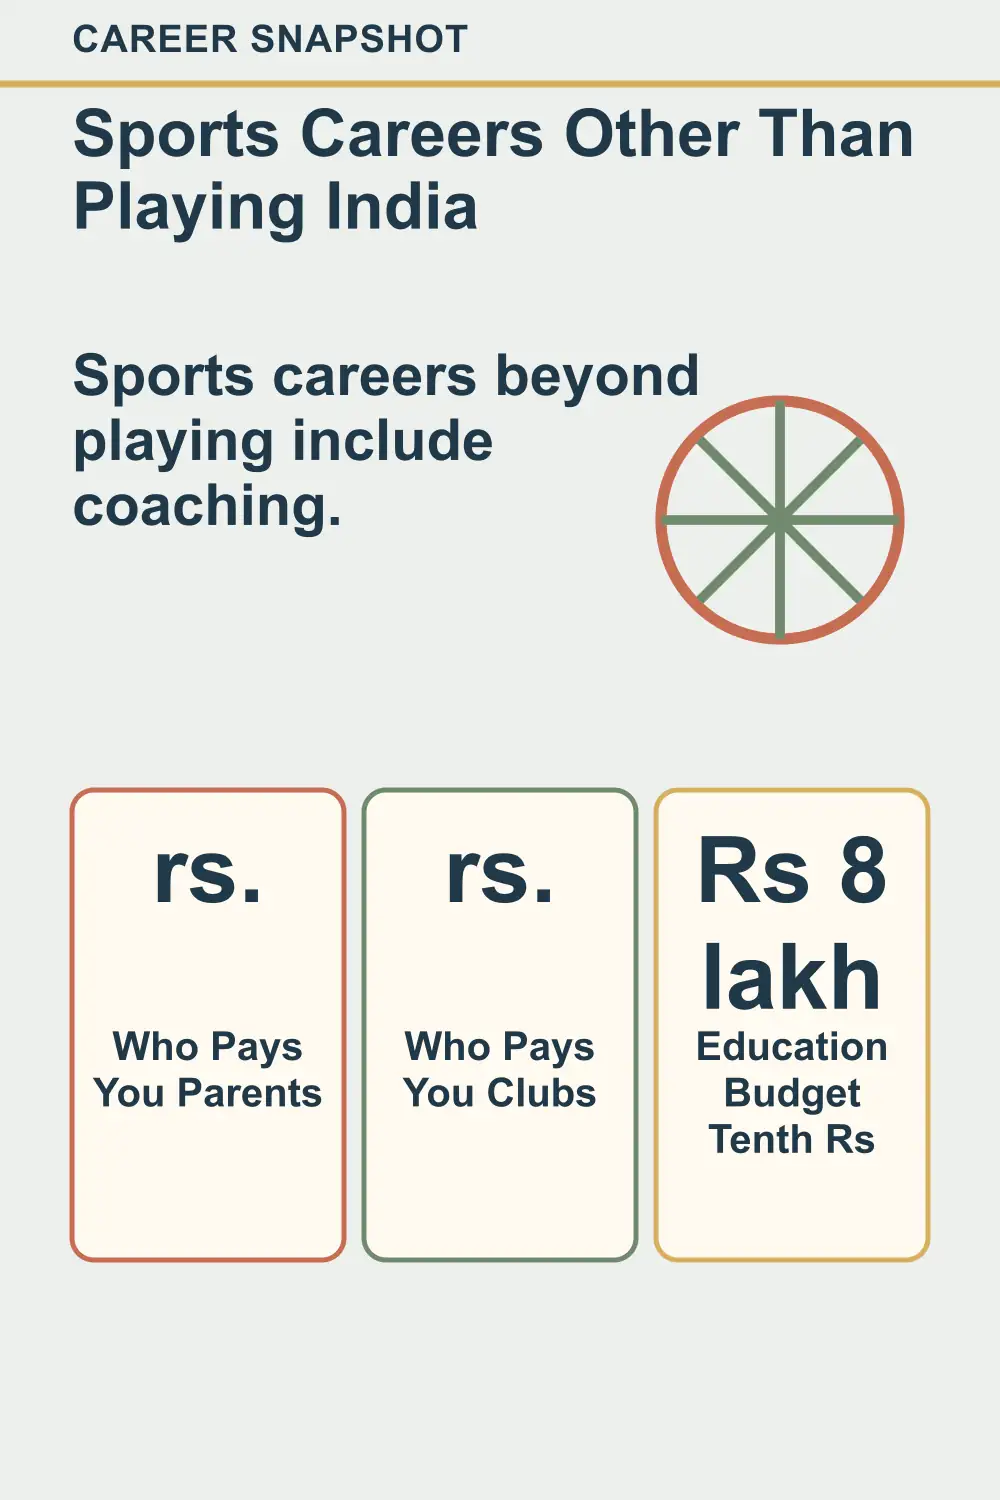 CAREER SNAPSHOT
Sports Careers Other Than
Playing India
Sports careers beyond
playing include
coaching.
rs.
Who Pays
You Parents
rs.
Who Pays
You Clubs
Rs 8
lakh
Education
Budget
Tenth Rs